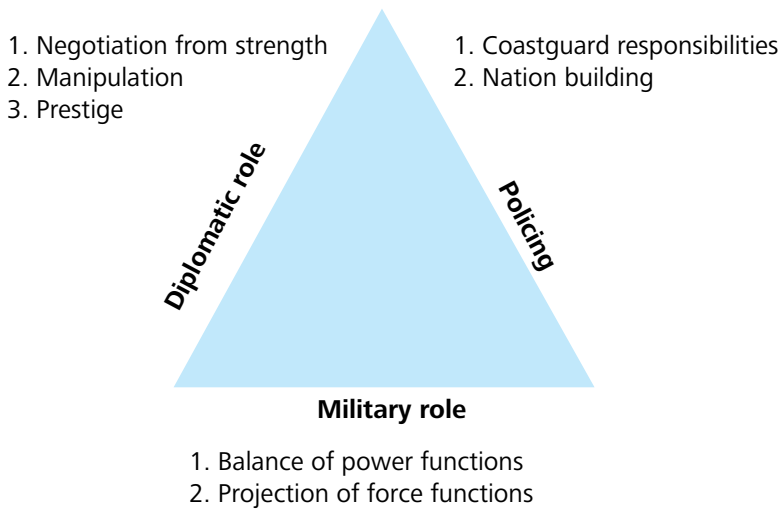 1. Negotiation from strength
2. Manipulation
3. Prestige
1. Coastguard responsibilities
2. Nation building
Diplomatic role
Policing
Military role
1. Balance of power functions
2. Projection of force functions